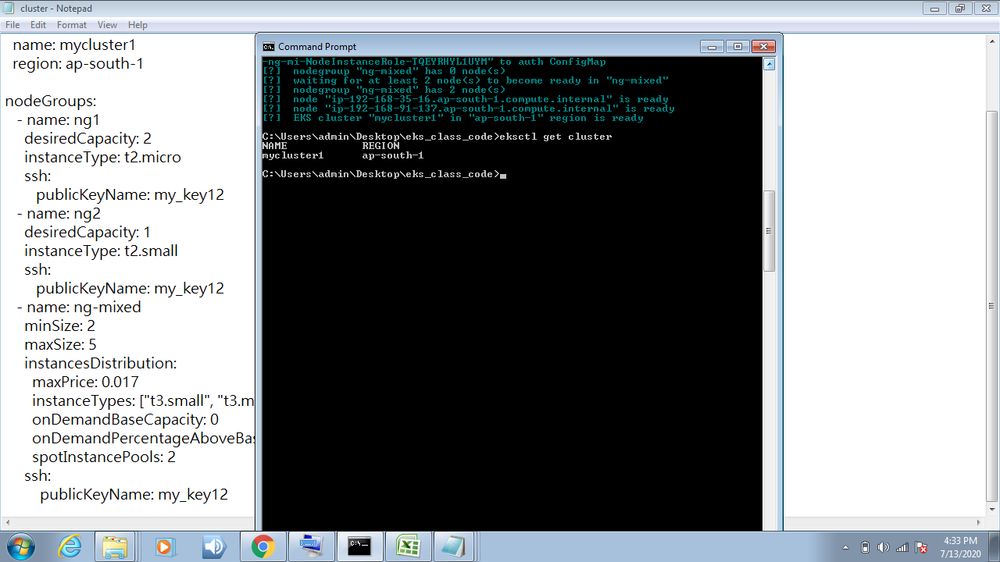 cluster - Notepad
File Edit Format View Help
name: mycluster1
region: ap-south-1
nodeGroups:
- name: ng1
desiredCapacity: 2
instanceType: t2.micro
ssh:
publicKeyName: my_key12
- name: ng2
desiredCapacity: 1
instanceType: t2.small
ssh:
publicKeyName: my_key12
- name: ng-mixed
minSize: 2
maxSize: 5
instancesDistribution:
maxPrice: 0.017
instanceTypes: ["t3.small", "t3.m
onDemandBaseCapacity: 0
onDemandPercentageAboveBas
spotInstancePools: 2
ssh:
publicKeyName: my_key12
Command Prompt
-ng-mi-NodeInstanceRole-TQEYRHYL1UYM" to auth ConfigMap
[?]  nodegroup "ng-mixed" has 0 node(s)
[?]  waiting for at least 2 node(s) to become ready in "ng-mixed"
[?]  nodegroup "ng-mixed" has 2 node(s)
[?]  node "ip-192-168-35-16.ap-south-1.compute.internal" is ready
[?]  node "ip-192-168-91-137.ap-south-1.compute.internal" is ready
[?]  EKS cluster "mycluster1" in "ap-south-1" region is ready
C:\Users\admin\Desktop\eks_class_code>eksctl get cluster
NAME REGION
mycluster1 ap-south-1
C:\Users\admin\Desktop\eks_class_code>
4:33 PM
7/13/2020